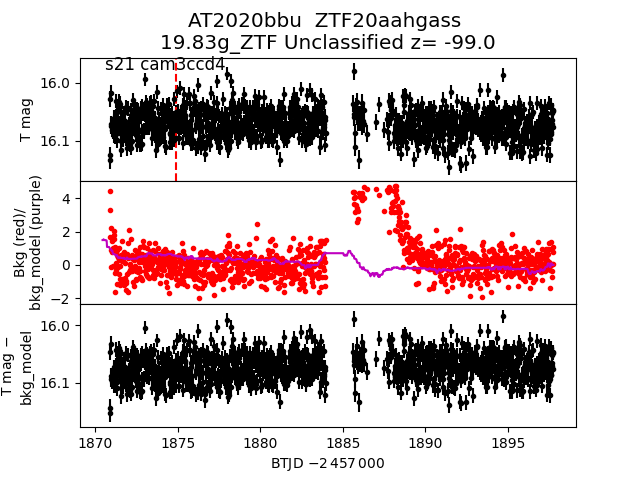 AT2020bbu ZTF20aahgass
19.83g_ZTF Unclassified z= -99.0
s21 cam3ccd4
16.0
16.1
T mag
4
2
0
−2
Bkg (red)/
bkg_model (purple)
16.0
16.1
T mag −
bkg_model
1870 1875 1880 1885 1890 1895
BTJD −2 457 000